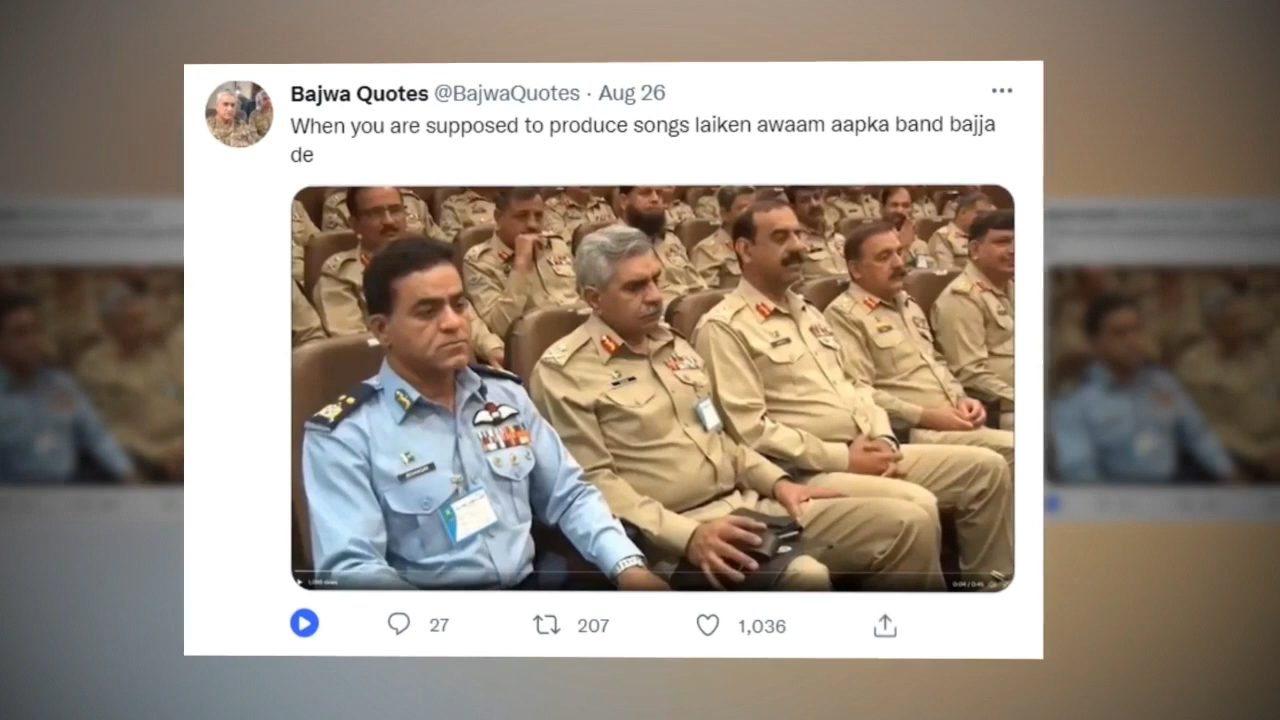 Bajwa Quotes @BajwaQuotes · Aug 26
When you are supposed to produce songs laiken awaam aapka band bajja
de
27 207 1,036